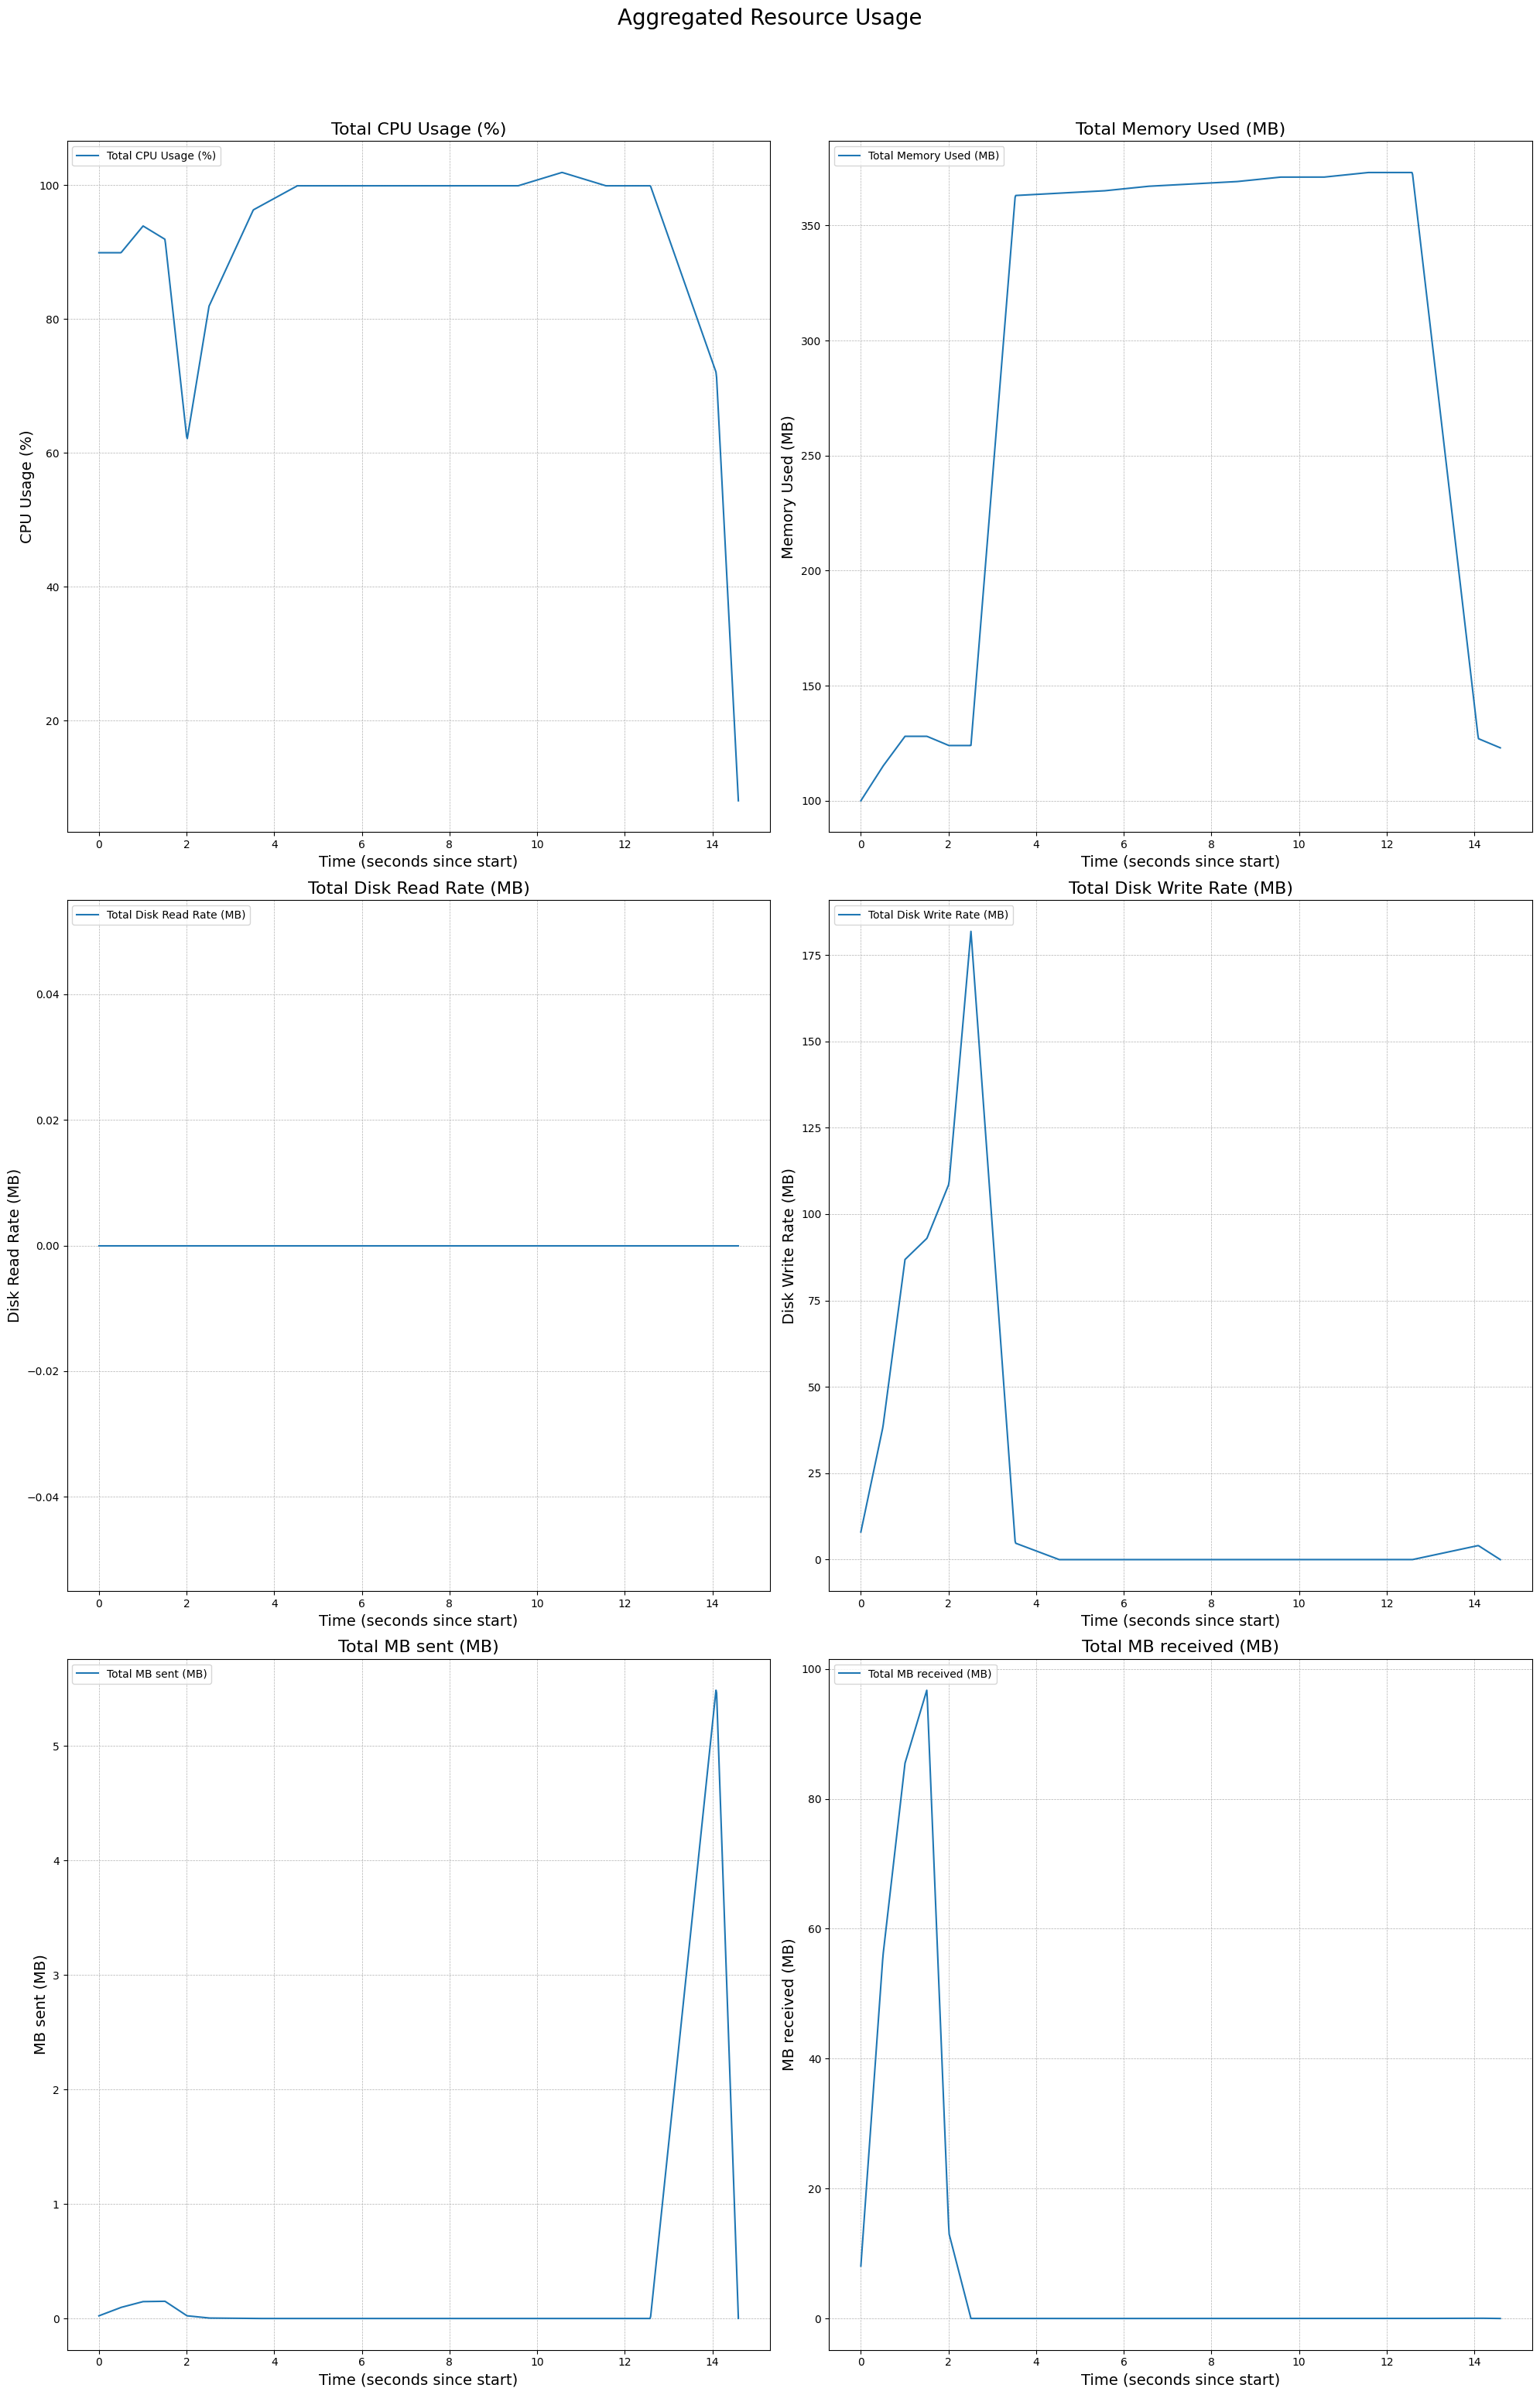 Aggregated Resource Usage
Total CPU Usage (%)
Total CPU Usage (%)
100
80
60
40
20
CPU Usage (%)
0 2 4 6 8 10 12 14
Time (seconds since start)
Total Memory Used (MB)
Total Memory Used (MB)
350
300
250
200
150
100
Memory Used (MB)
0 2 4 6 8 10 12 14
Time (seconds since start)
Total Disk Read Rate (MB)
Total Disk Read Rate (MB)
0.04
0.02
0.00
−0.02
−0.04
Disk Read Rate (MB)
0 2 4 6 8 10 12 14
Time (seconds since start)
Total Disk Write Rate (MB)
Total Disk Write Rate (MB)
175
150
125
100
75
50
25
0
Disk Write Rate (MB)
0 2 4 6 8 10 12 14
Time (seconds since start)
Total MB sent (MB)
Total MB sent (MB)
5
4
3
2
1
0
MB sent (MB)
0 2 4 6 8 10 12 14
Time (seconds since start)
Total MB received (MB)
Total MB received (MB)
100
80
60
40
20
0
MB received (MB)
0 2 4 6 8 10 12 14
Time (seconds since start)